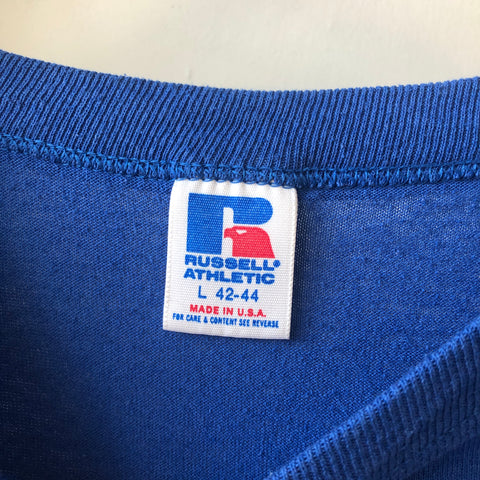 R
RUSSELL®
ATHLETIC
L 42-44
MADE IN U.S.A.
FOR CARE & CONTENT SEE REVERSE